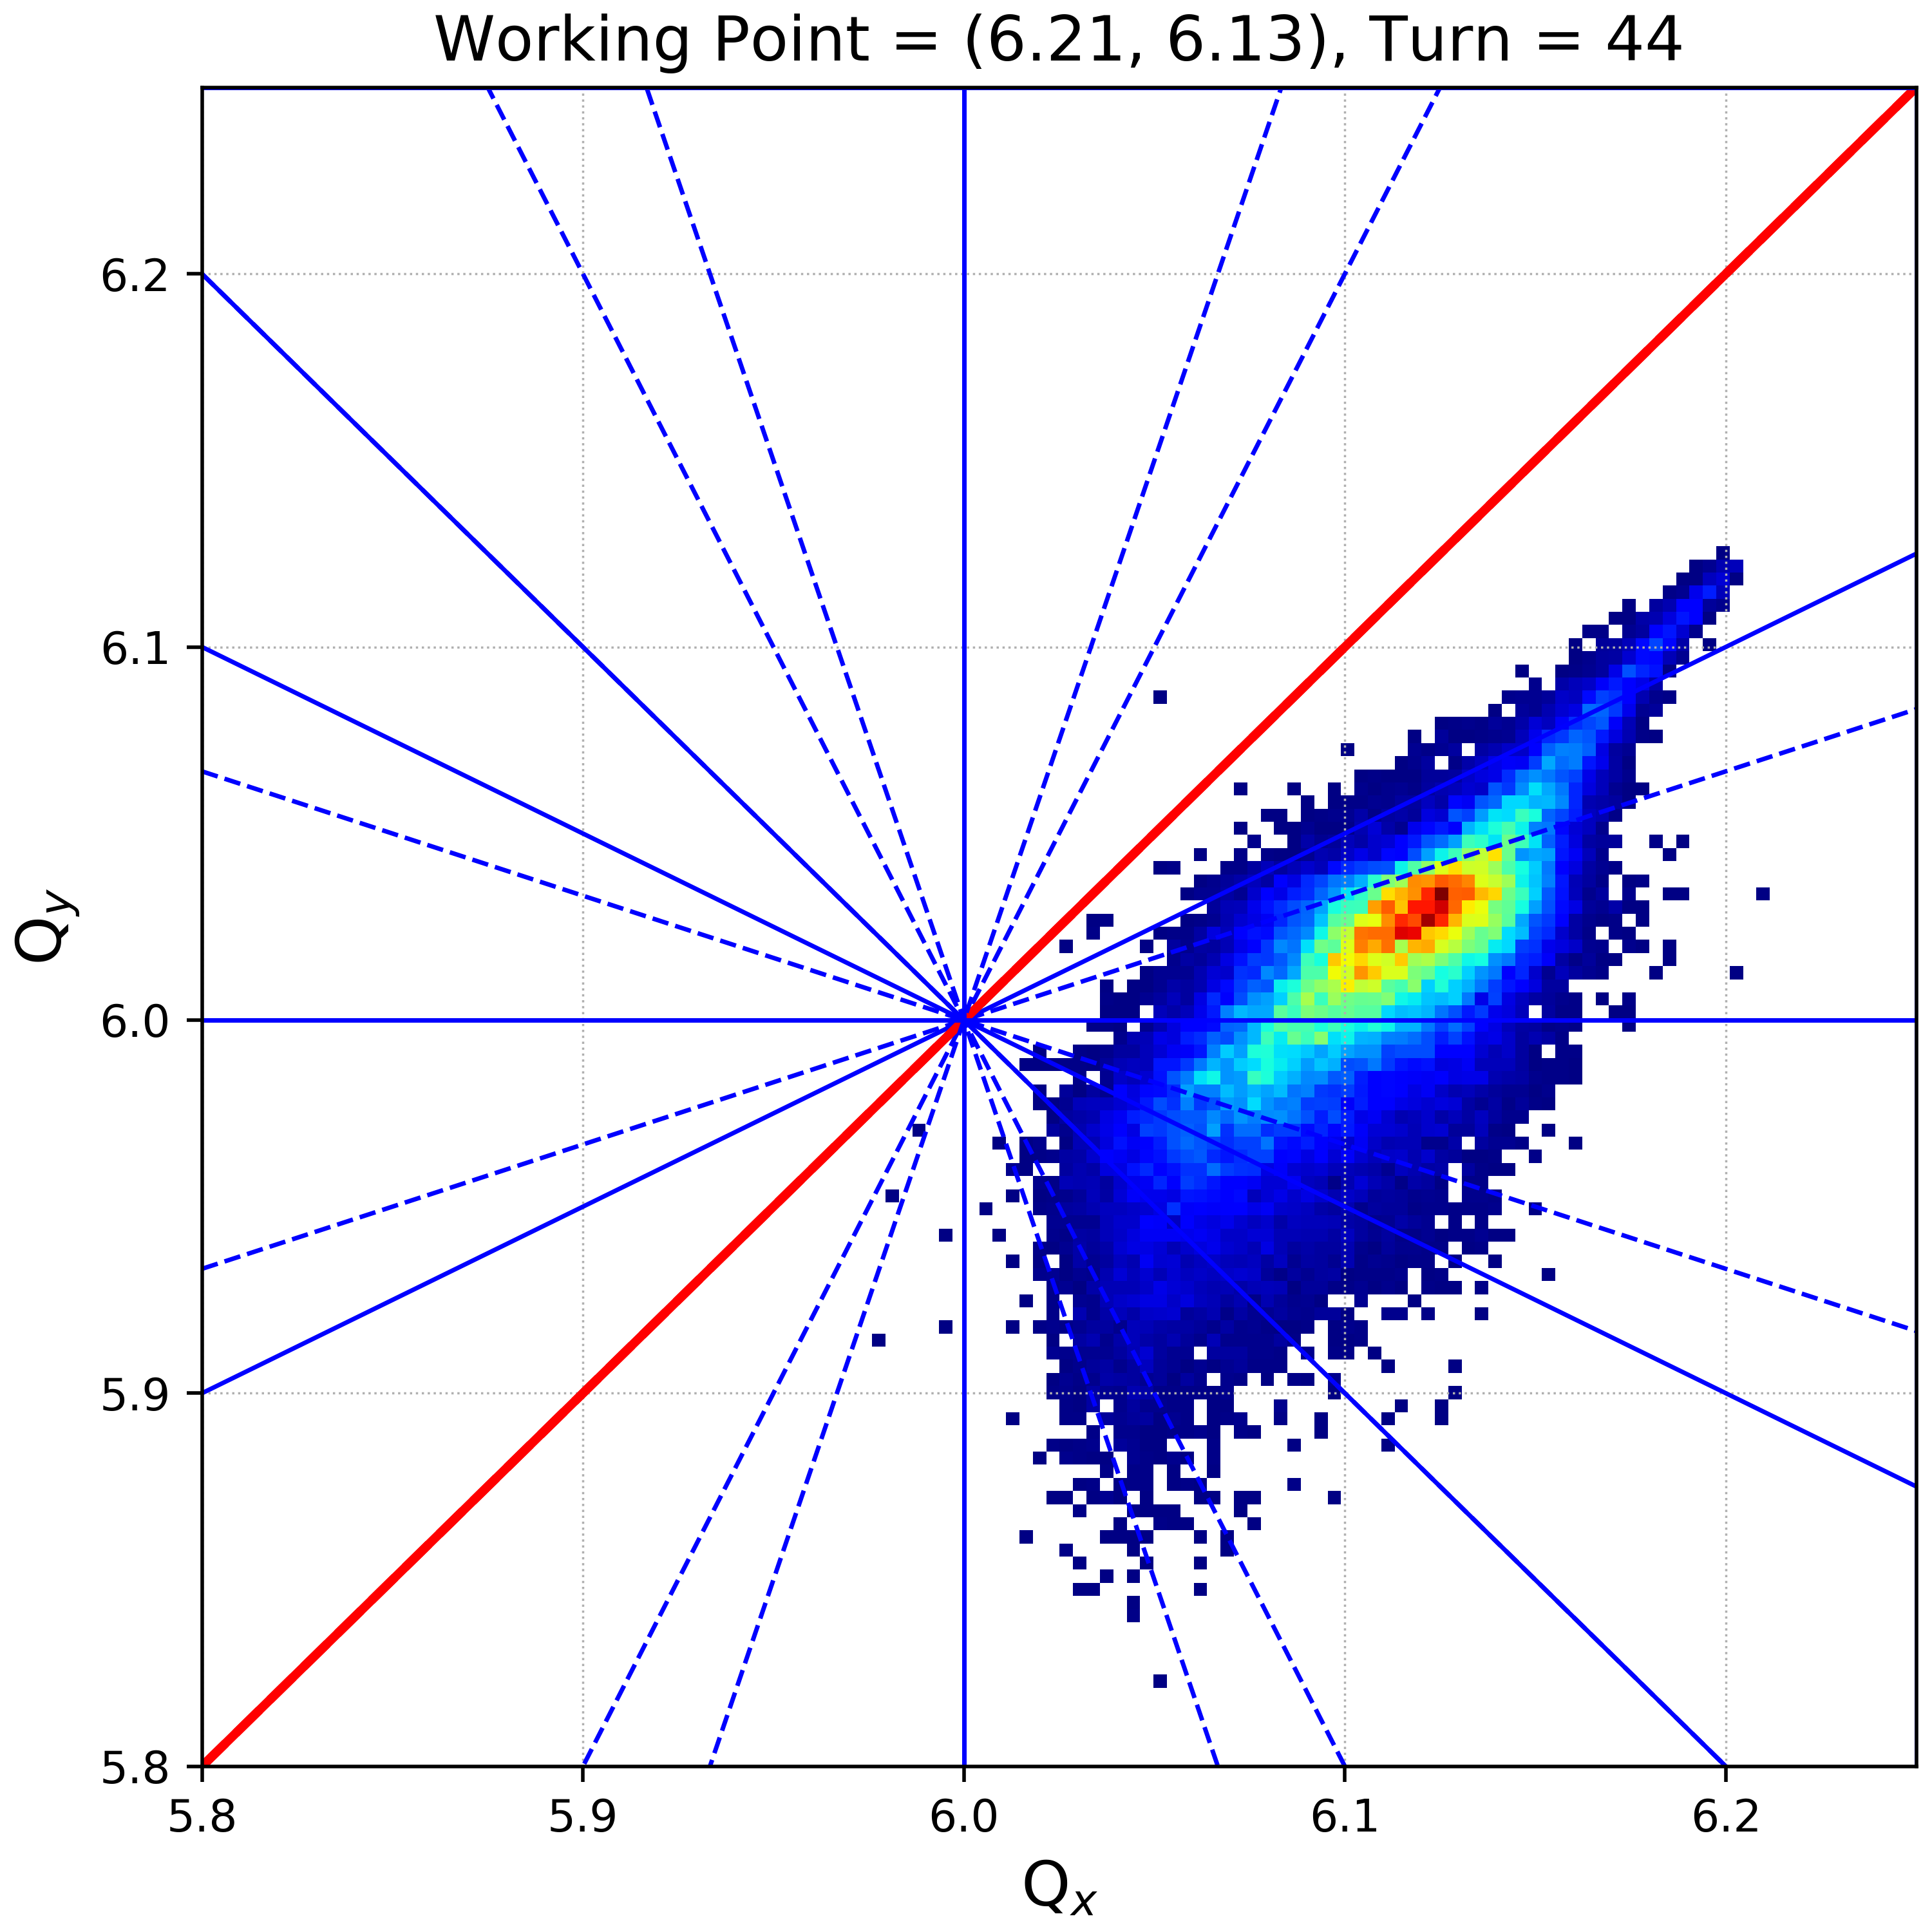 Working Point = (6.21, 6.13), Turn = 44
6.2
6.1
6.0
5.9
5.8
Qy
5.8 5.9 6.0 6.1 6.2
Qx